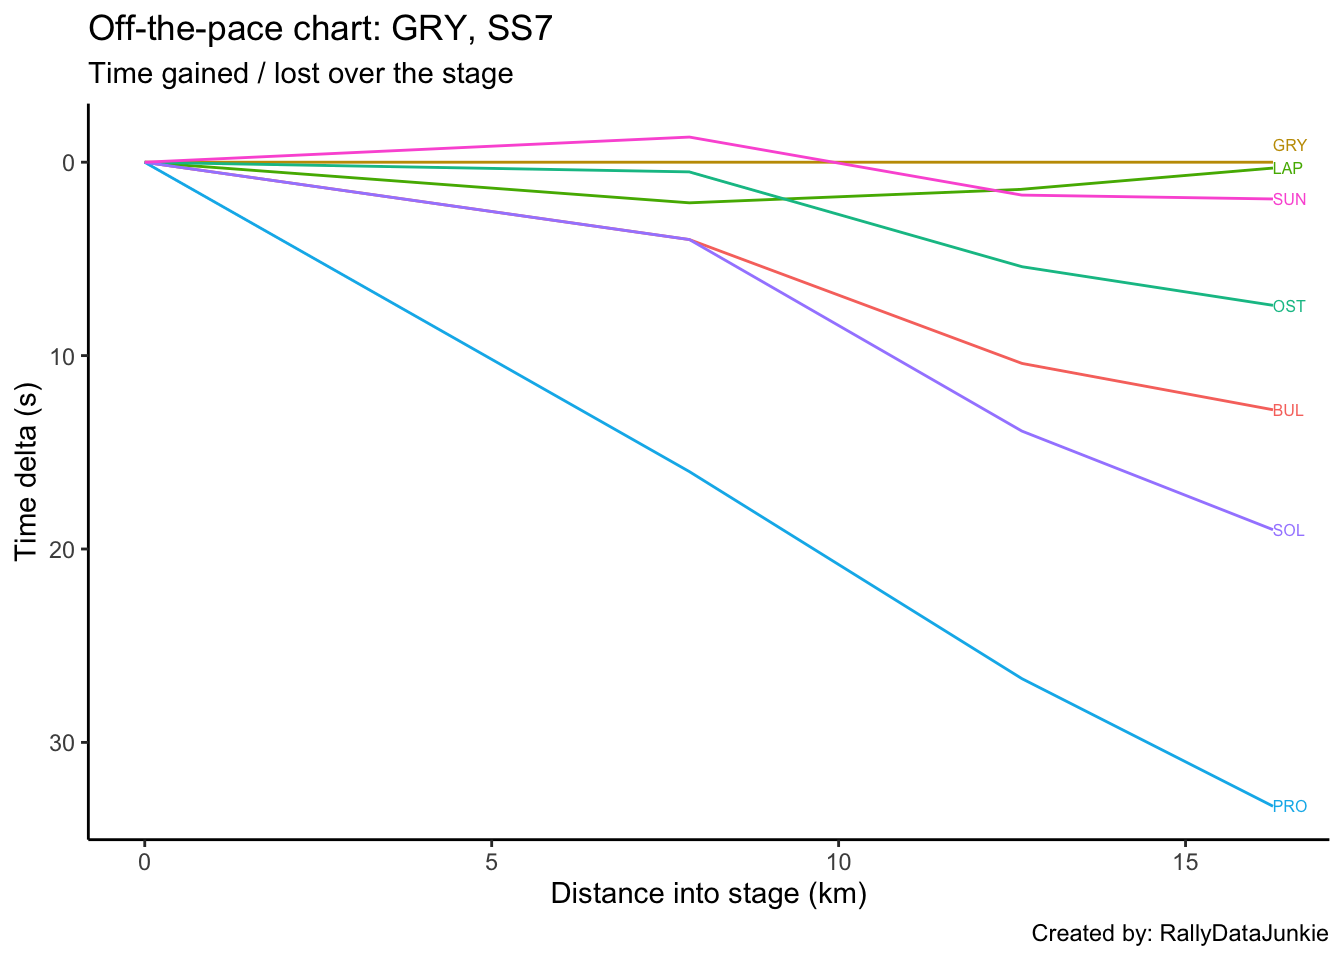 Off-the-pace chart: GRY, SS7
Time gained / lost over the stage
GRY
LAP
SUN
OST
BUL
SOL
PRO
0
10
20
30
Time delta (s)
0 5 10 15
Distance into stage (km)
Created by: RallyDataJunkie